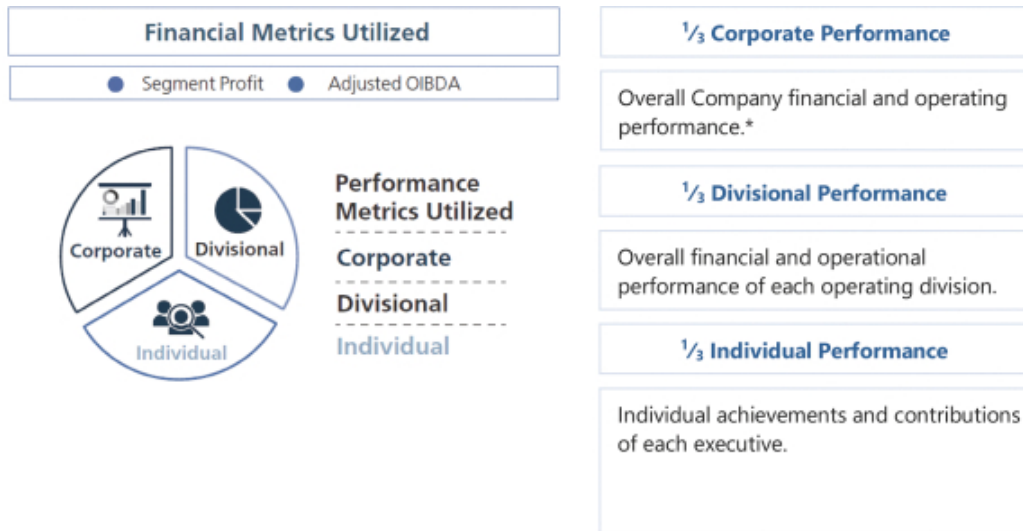 Financial Metrics Utilized
Segment Profit
Adjusted OIBDA
Corporate
Divisional
Individual
Performance
Metrics Utilized
Corporate
Divisional
Individual
1/3 Corporate Performance
Overall Company financial and operating
performance.*
1/3 Divisional Performance
Overall financial and operational
performance of each operating division.
1/3 Individual Performance
Individual achievements and contributions
of each executive.